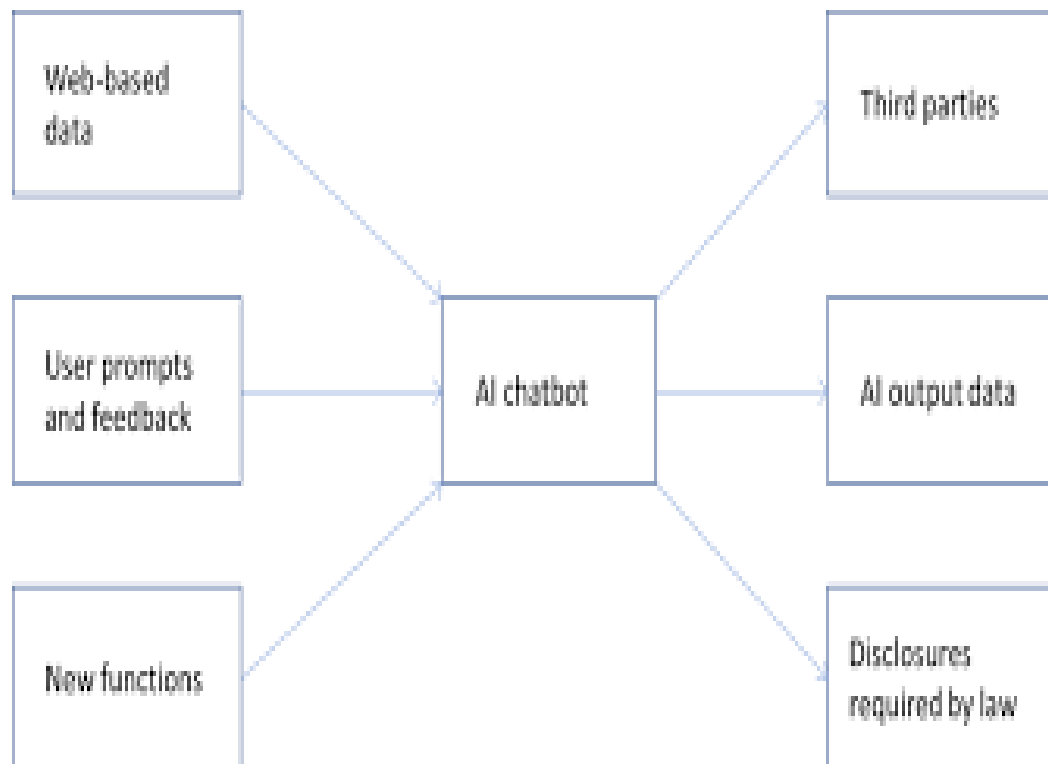 Web-based
data
Third parties
User prompts
and feedback
AI chatbot
AI output data
New functions
Disclosures
required by law